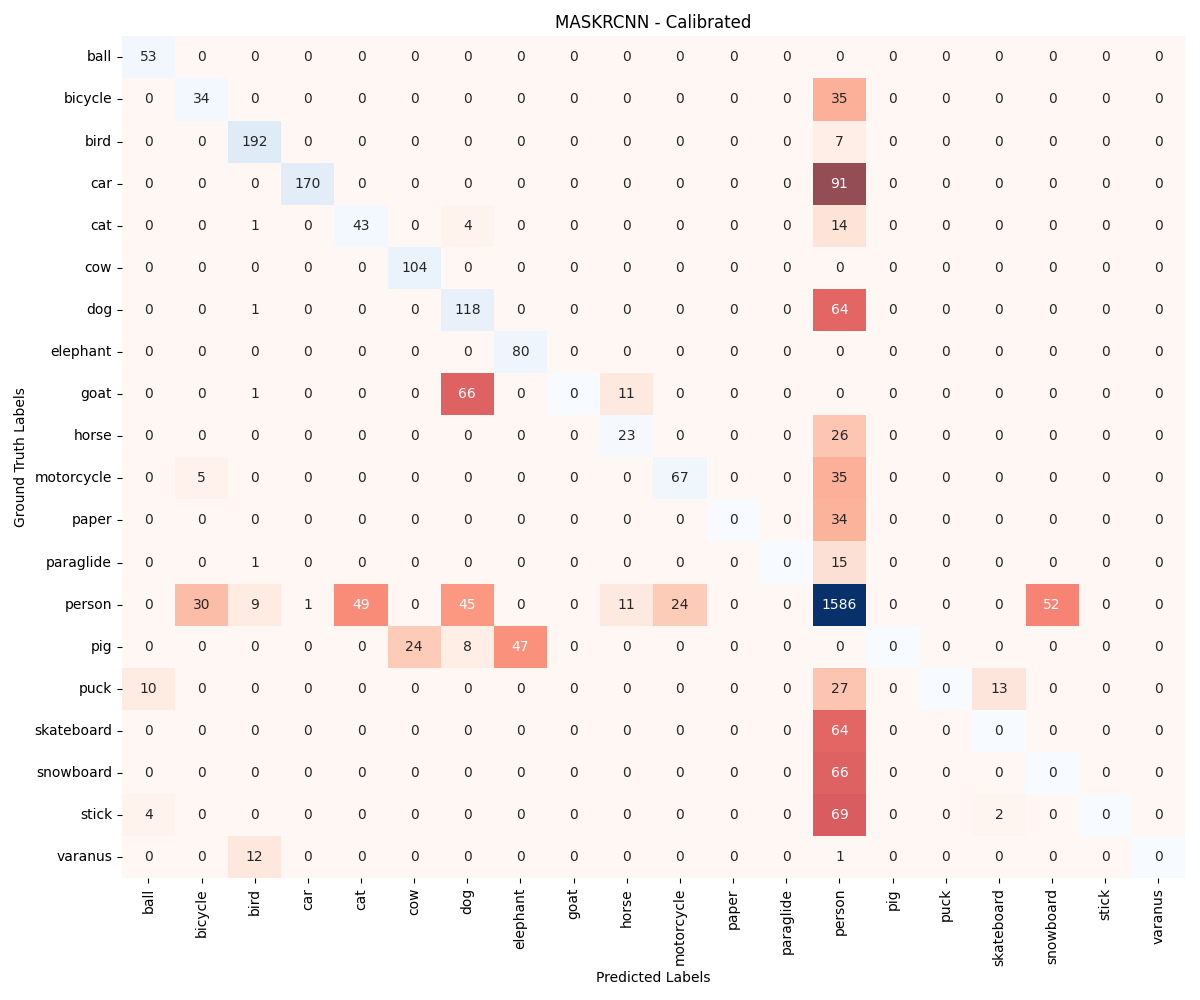 MASKRCNN - Calibrated
Ground Truth Labels
ball 53 0 0 0 0 0 0 0 0 0 0 0 0 0 0 0 0 0 0 0
bicycle 0 34 0 0 0 0 0 0 0 0 0 0 0 35 0 0 0 0 0 0
bird 0 0 192 0 0 0 0 0 0 0 0 0 0 7 0 0 0 0 0 0
car 0 0 0 170 0 0 0 0 0 0 0 0 0 91 0 0 0 0 0 0
cat 0 0 1 0 43 0 4 0 0 0 0 0 0 14 0 0 0 0 0 0
cow 0 0 0 0 0 104 0 0 0 0 0 0 0 0 0 0 0 0 0 0
dog 0 0 1 0 0 0 118 0 0 0 0 0 0 64 0 0 0 0 0 0
elephant 0 0 0 0 0 0 0 80 0 0 0 0 0 0 0 0 0 0 0 0
goat 0 0 1 0 0 0 66 0 0 11 0 0 0 0 0 0 0 0 0 0
horse 0 0 0 0 0 0 0 0 0 23 0 0 0 26 0 0 0 0 0 0
motorcycle 0 5 0 0 0 0 0 0 0 0 67 0 0 35 0 0 0 0 0 0
paper 0 0 0 0 0 0 0 0 0 0 0 0 0 34 0 0 0 0 0 0
paraglide 0 0 1 0 0 0 0 0 0 0 0 0 0 15 0 0 0 0 0 0
person 0 30 9 1 49 0 45 0 0 11 24 0 0 1586 0 0 0 52 0 0
pig 0 0 0 0 0 24 8 47 0 0 0 0 0 0 0 0 0 0 0 0
puck 10 0 0 0 0 0 0 0 0 0 0 0 0 27 0 0 13 0 0 0
skateboard 0 0 0 0 0 0 0 0 0 0 0 0 0 64 0 0 0 0 0 0
snowboard 0 0 0 0 0 0 0 0 0 0 0 0 0 66 0 0 0 0 0 0
stick 4 0 0 0 0 0 0 0 0 0 0 0 0 69 0 0 2 0 0 0
varanus 0 0 12 0 0 0 0 0 0 0 0 0 0 1 0 0 0 0 0 0
ball bicycle bird car cat cow dog elephant goat horse motorcycle paper paraglide person pig puck skateboard snowboard stick varanus
Predicted Labels